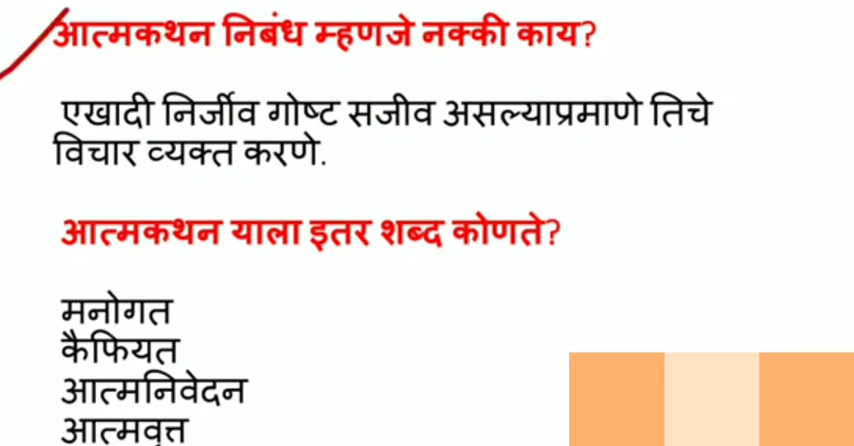 आत्मकथन निबंध म्हणजे नक्की काय?
एखादी निर्जीव गोष्ट सजीव असल्याप्रमाणे तिचे
विचार व्यक्त करणे.
आत्मकथन याला इतर शब्द कोणते?
मनोगत
कैफियत
आत्मनिवेदन
आत्मवृत्त